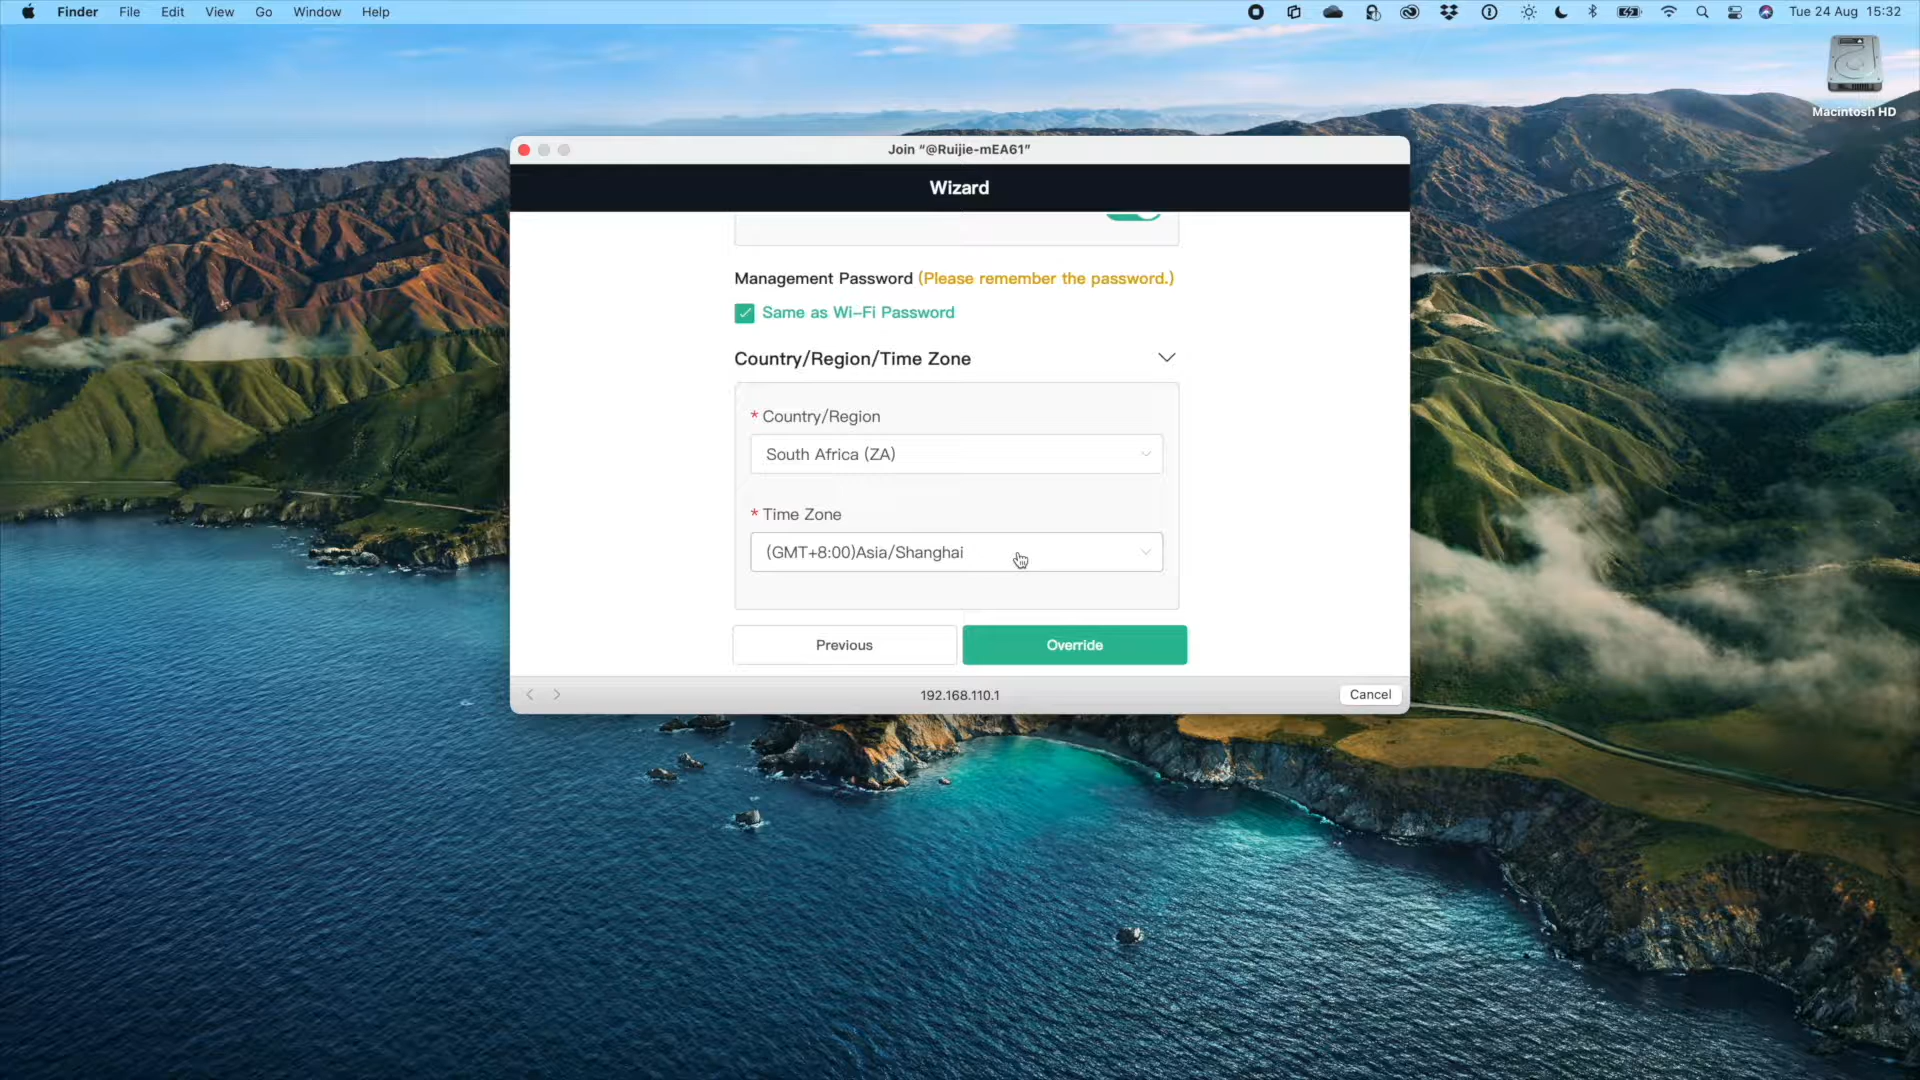 Finder File Edit View Go Window Help Tue 24 Aug 15:32
Macintosh HD
Join “@Ruijie-mEA61”
Wizard
Management Password (Please remember the password.)
Same as Wi-Fi Password
Country/Region/Time Zone
* Country/Region
South Africa (ZA)
* Time Zone
(GMT+8:00)Asia/Shanghai
Previous Override
192.168.110.1 Cancel